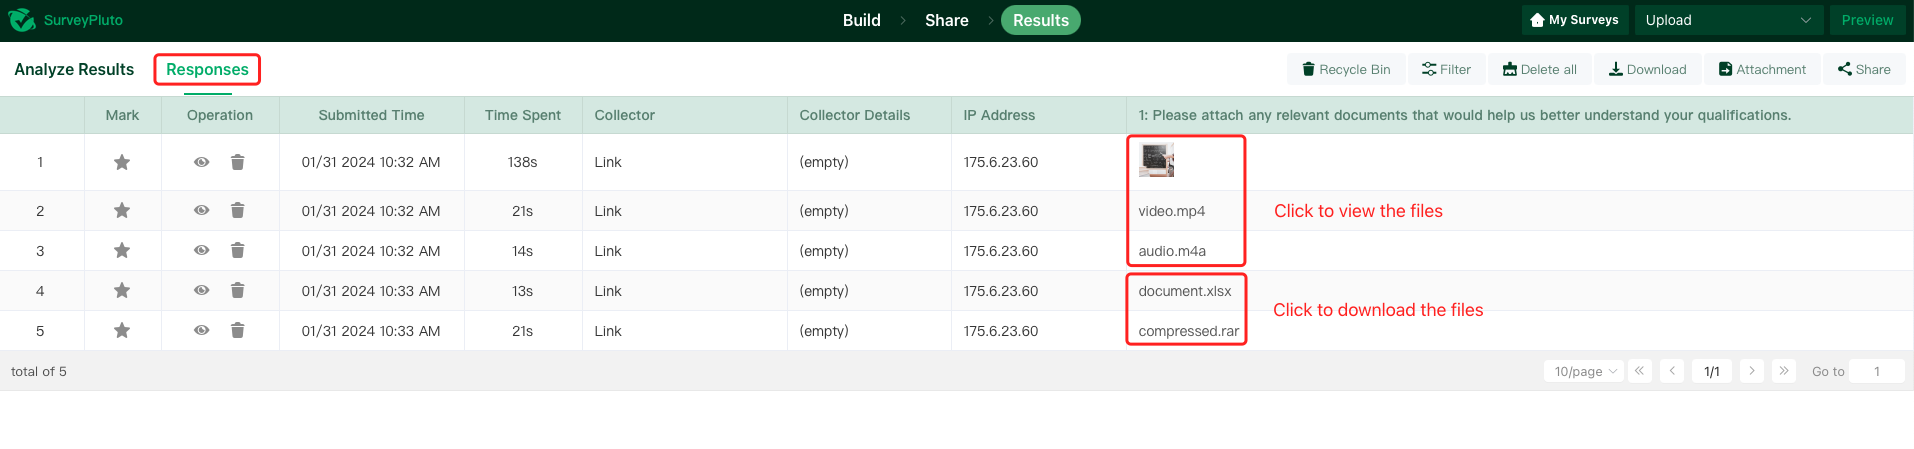 SurveyPluto Build > Share > Results My Surveys Upload Preview
Analyze Results Responses Recycle Bin Filter Delete all Download Attachment Share
Mark Operation Submitted Time Time Spent Collector Collector Details IP Address 1: Please attach any relevant documents that would help us better understand your qualifications.
1 01/31 2024 10:32 AM 138s Link (empty) 175.6.23.60
2 01/31 2024 10:32 AM 21s Link (empty) 175.6.23.60 video.mp4 Click to view the files
3 01/31 2024 10:32 AM 14s Link (empty) 175.6.23.60 audio.m4a
4 01/31 2024 10:33 AM 13s Link (empty) 175.6.23.60 document.xlsx
Click to download the files
5 01/31 2024 10:33 AM 21s Link (empty) 175.6.23.60 compressed.rar
total of 5 10/page 1/1 Go to 1